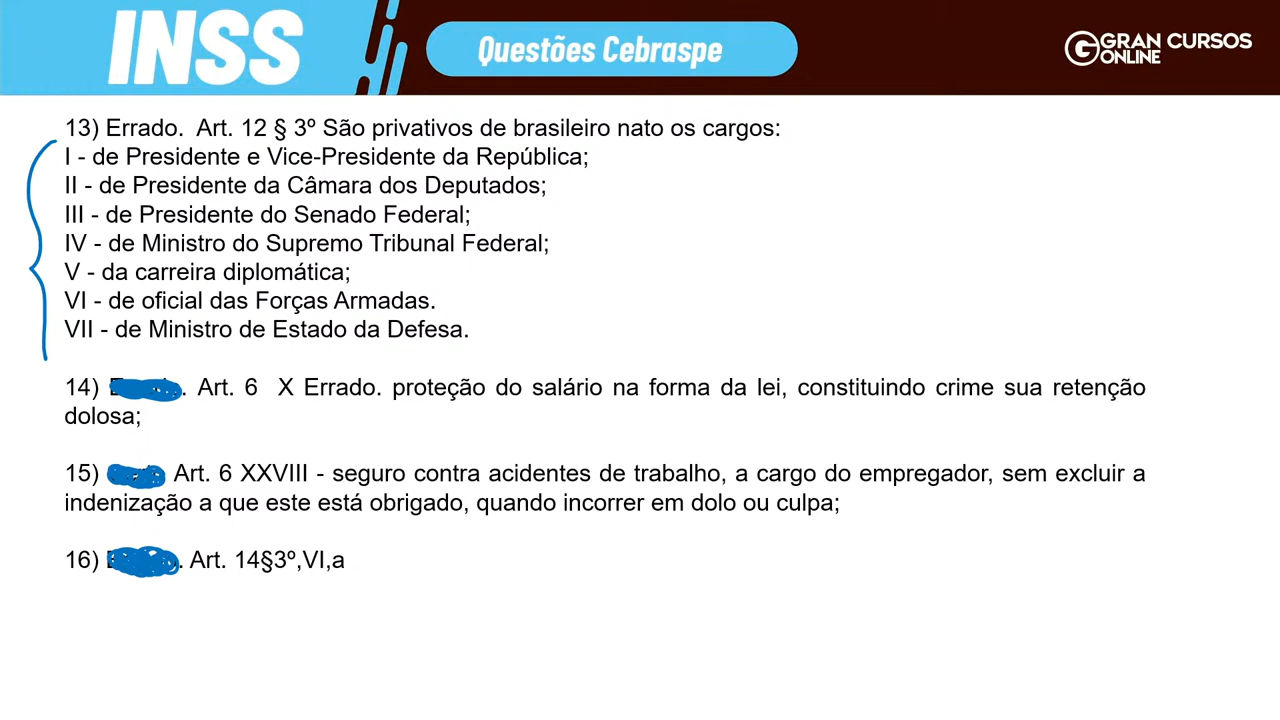 INSS
Questões Cebraspe
GRAN CURSOS
ONLINE
13) Errado. Art. 12 § 3º São privativos de brasileiro nato os cargos:
I - de Presidente e Vice-Presidente da República;
II - de Presidente da Câmara dos Deputados;
III - de Presidente do Senado Federal;
IV - de Ministro do Supremo Tribunal Federal;
V - da carreira diplomática;
VI - de oficial das Forças Armadas.
VII - de Ministro de Estado da Defesa.
14) . Art. 6 X Errado. proteção do salário na forma da lei, constituindo crime sua retenção
dolosa;
15) Art. 6 XXVIII - seguro contra acidentes de trabalho, a cargo do empregador, sem excluir a
indenização a que este está obrigado, quando incorrer em dolo ou culpa;
16) . Art. 14§3º,VI,a